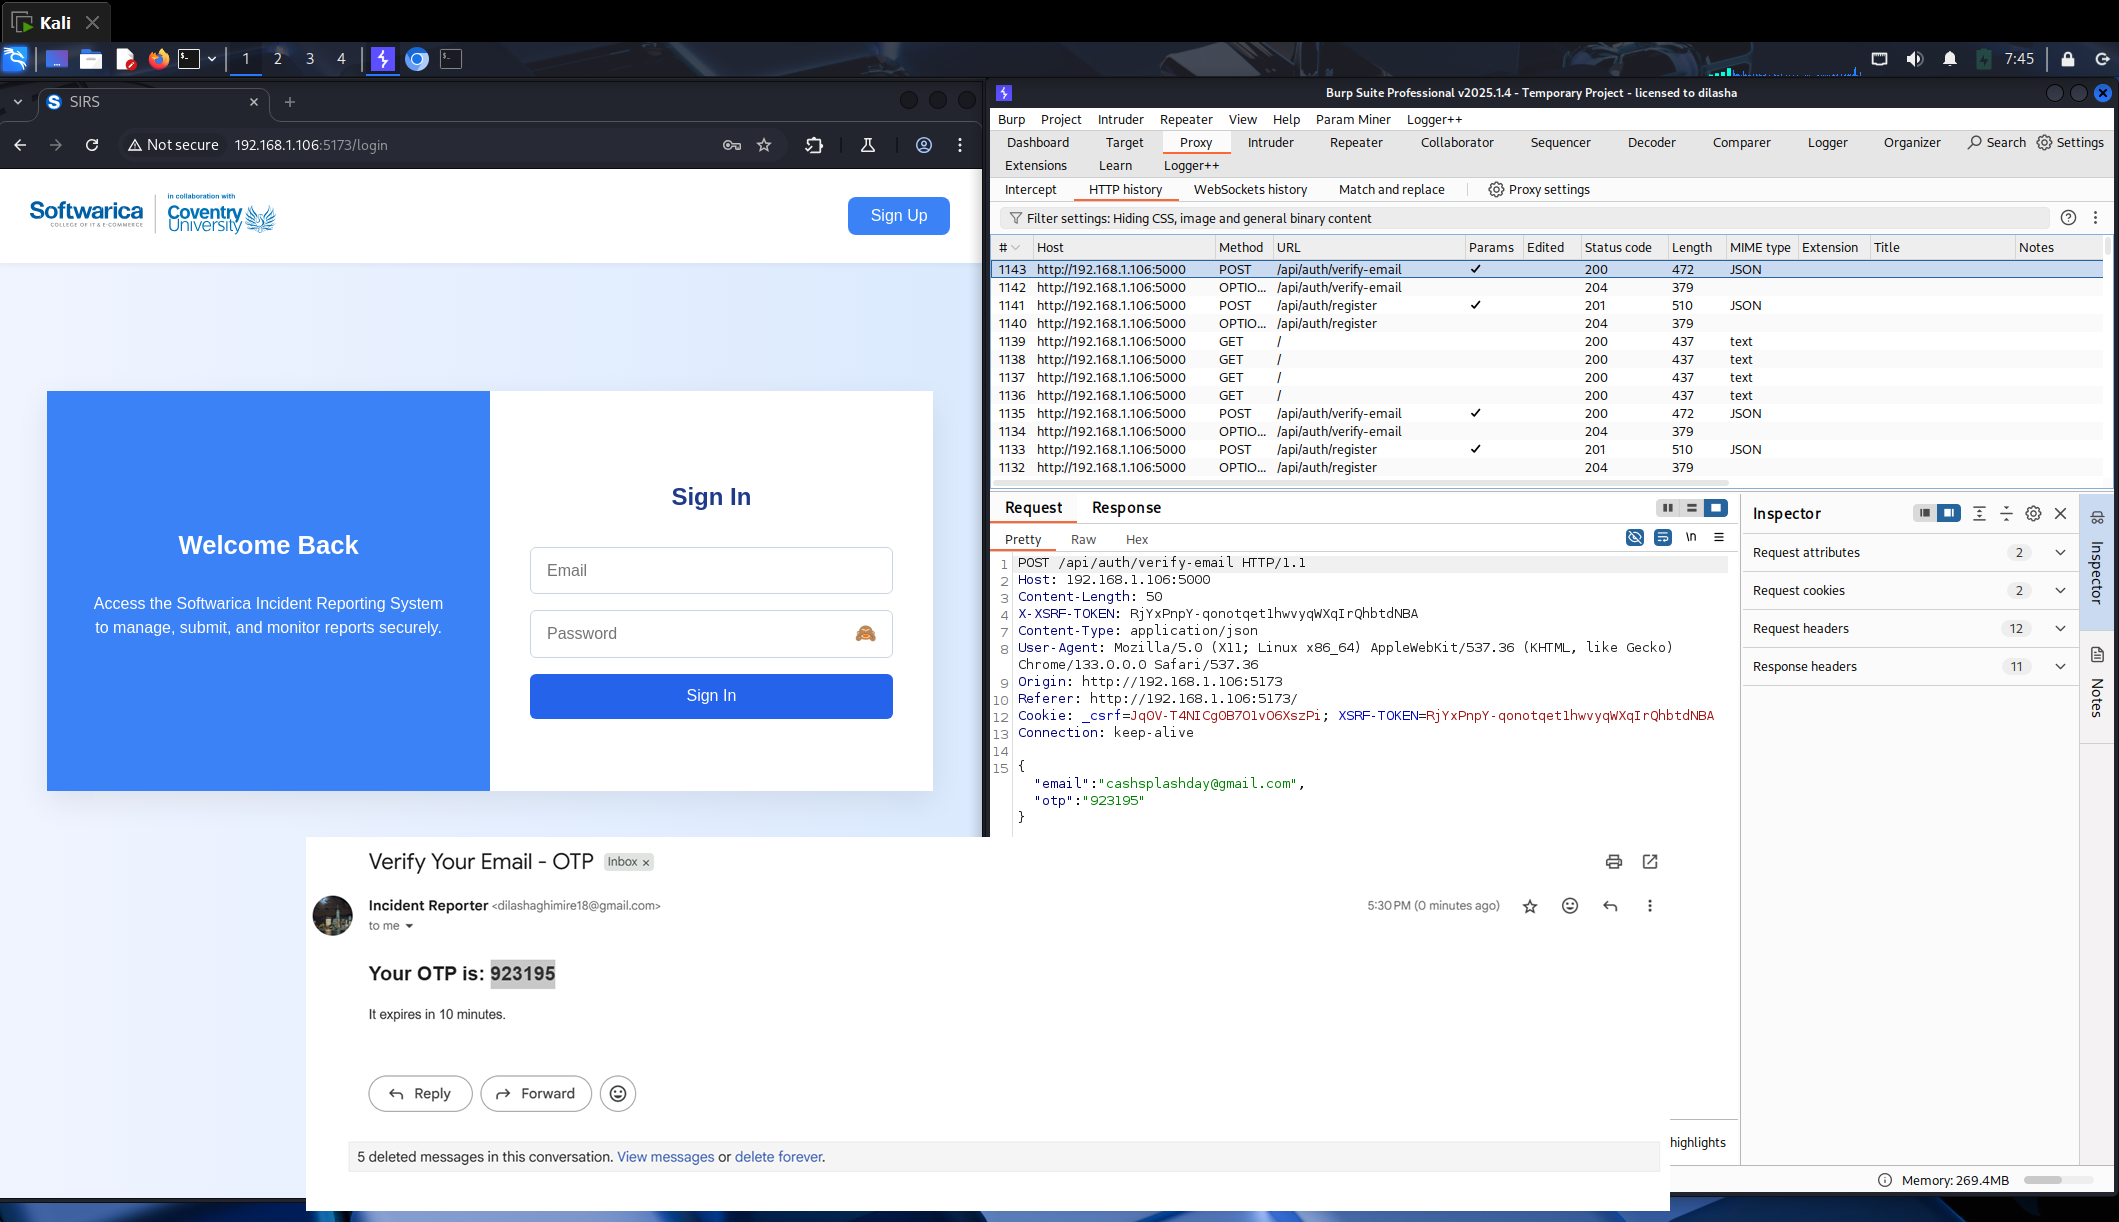 Kali
1 2 3 4
7:45
SIRS
Not secure 192.168.1.106:5173/login
Softwarica
COLLEGE OF IT & E-COMMERCE
in collaboration with
Coventry
University
Sign Up
Welcome Back
Access the Softwarica Incident Reporting System
to manage, submit, and monitor reports securely.
Sign In
Email
Password
Sign In
Burp Suite Professional v2025.1.4 - Temporary Project - licensed to dilasha
Burp Project Intruder Repeater View Help Param Miner Logger++
Dashboard Target Proxy Intruder Repeater Collaborator Sequencer Decoder Comparer Logger Organizer Search Settings
Extensions Learn Logger++
Intercept HTTP history WebSockets history Match and replace Proxy settings
Filter settings: Hiding CSS, image and general binary content
# Host Method URL Params Edited Status code Length MIME type Extension Title Notes
1143 http://192.168.1.106:5000 POST /api/auth/verify-email ✓ 200 472 JSON
1142 http://192.168.1.106:5000 OPTIO... /api/auth/verify-email 204 379
1141 http://192.168.1.106:5000 POST /api/auth/register ✓ 201 510 JSON
1140 http://192.168.1.106:5000 OPTIO... /api/auth/register 204 379
1139 http://192.168.1.106:5000 GET / 200 437 text
1138 http://192.168.1.106:5000 GET / 200 437 text
1137 http://192.168.1.106:5000 GET / 200 437 text
1136 http://192.168.1.106:5000 GET / 200 437 text
1135 http://192.168.1.106:5000 POST /api/auth/verify-email ✓ 200 472 JSON
1134 http://192.168.1.106:5000 OPTIO... /api/auth/verify-email 204 379
1133 http://192.168.1.106:5000 POST /api/auth/register ✓ 201 510 JSON
1132 http://192.168.1.106:5000 OPTIO... /api/auth/register 204 379
Request Response
Pretty Raw Hex
\n
1 POST /api/auth/verify-email HTTP/1.1
2 Host: 192.168.1.106:5000
3 Content-Length: 50
4 X-XSRF-TOKEN: RjYxPnpY-qonotqet1hwvyqWXqIrQhbtdNBA
7 Content-Type: application/json
8 User-Agent: Mozilla/5.0 (X11; Linux x86_64) AppleWebKit/537.36 (KHTML, like Gecko)
Chrome/133.0.0.0 Safari/537.36
9 Origin: http://192.168.1.106:5173
10 Referer: http://192.168.1.106:5173/
12 Cookie: _csrf=Jq0V-T4NICg0B7O1vO6XszPi; XSRF-TOKEN=RjYxPnpY-qonotqet1hwvyqWXqIrQhbtdNBA
13 Connection: keep-alive
14
15 {
"email":"cashsplashday@gmail.com",
"otp":"923195"
}
Inspector
Request attributes 2
Request cookies 2
Request headers 12
Response headers 11
Inspector
Notes
highlights
Memory: 269.4MB
Verify Your Email - OTP Inbox x
Incident Reporter <dilashaghimire18@gmail.com>
5:30 PM (0 minutes ago)
to me
Your OTP is: 923195
It expires in 10 minutes.
Reply Forward
5 deleted messages in this conversation. View messages or delete forever.